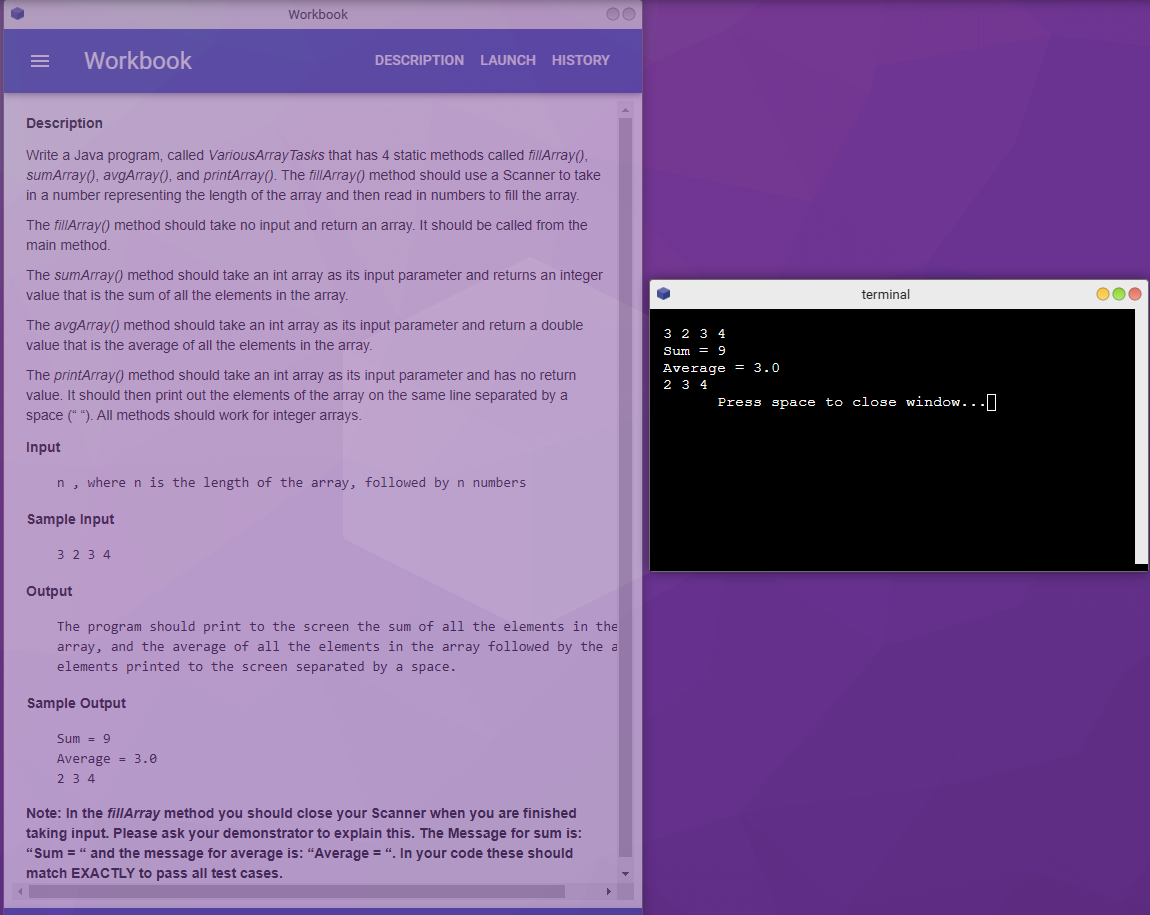 Workbook
Workbook
DESCRIPTION LAUNCH HISTORY
Description
Write a Java program, called VariousArrayTasks that has 4 static methods called fillArray(),
sumArray(), avgArray(), and printArray(). The fillArray() method should use a Scanner to take
in a number representing the length of the array and then read in numbers to fill the array.
The fillArray() method should take no input and return an array. It should be called from the
main method.
The sumArray() method should take an int array as its input parameter and returns an integer
value that is the sum of all the elements in the array.
The avgArray() method should take an int array as its input parameter and return a double
value that is the average of all the elements in the array.
The printArray() method should take an int array as its input parameter and has no return
value. It should then print out the elements of the array on the same line separated by a
space (“ “). All methods should work for integer arrays.
Input
n , where n is the length of the array, followed by n numbers
Sample Input
3 2 3 4
Output
The program should print to the screen the sum of all the elements in the
array, and the average of all the elements in the array followed by the a
elements printed to the screen separated by a space.
Sample Output
Sum = 9
Average = 3.0
2 3 4
Note: In the fillArray method you should close your Scanner when you are finished
taking input. Please ask your demonstrator to explain this. The Message for sum is:
“Sum = “ and the message for average is: “Average = “. In your code these should
match EXACTLY to pass all test cases.
terminal
3 2 3 4
Sum = 9
Average = 3.0
2 3 4
Press space to close window...